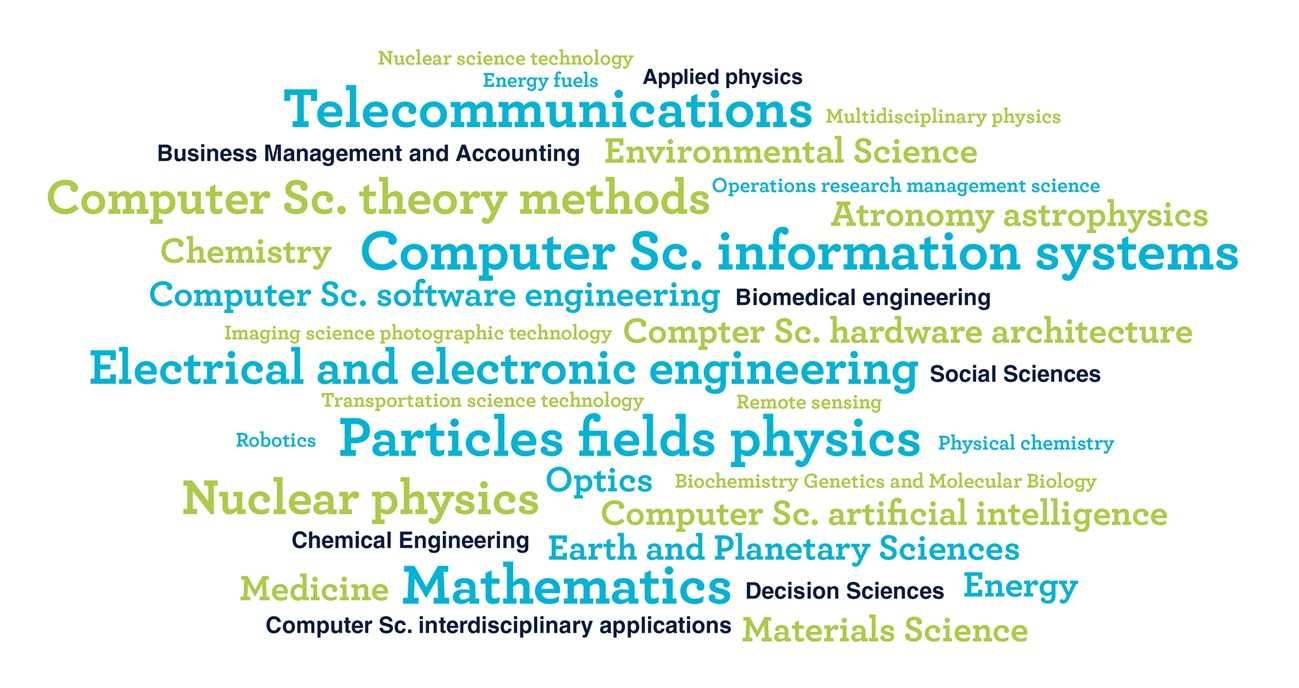 Nuclear science technology
Energy fuels
Applied physics
Telecommunications
Multidisciplinary physics
Business Management and Accounting
Environmental Science
Computer Sc. theory methods
Operations research management science
Atronomy astrophysics
Chemistry
Computer Sc. information systems
Computer Sc. software engineering
Biomedical engineering
Imaging science photographic technology
Compter Sc. hardware architecture
Electrical and electronic engineering
Social Sciences
Transportation science technology
Remote sensing
Robotics
Particles fields physics
Physical chemistry
Nuclear physics
Optics
Biochemistry Genetics and Molecular Biology
Computer Sc. artificial intelligence
Chemical Engineering
Earth and Planetary Sciences
Medicine
Mathematics
Decision Sciences
Energy
Computer Sc. interdisciplinary applications
Materials Science